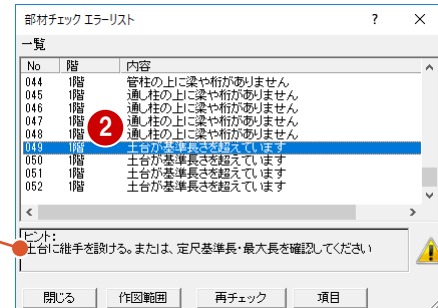 部材チェック エラーリスト ? ×
一覧
No 階 内容
044 1階 管柱の上に梁や桁がありません
045 1階 通し柱の上に梁や桁がありません
046 1階 通し柱の上に梁や桁がありません
047 1階 通し柱の上に梁や桁がありません
048 1階 通し柱の上に梁や桁がありません
2
049 1階 土台が基準長さを超えています
050 1階 土台が基準長さを超えています
051 1階 土台が基準長さを超えています
052 1階 土台が基準長さを超えています
ヒント:
土台に継手を設ける。または、定尺基準長・最大長を確認してください
閉じる 作図範囲 再チェック 項目